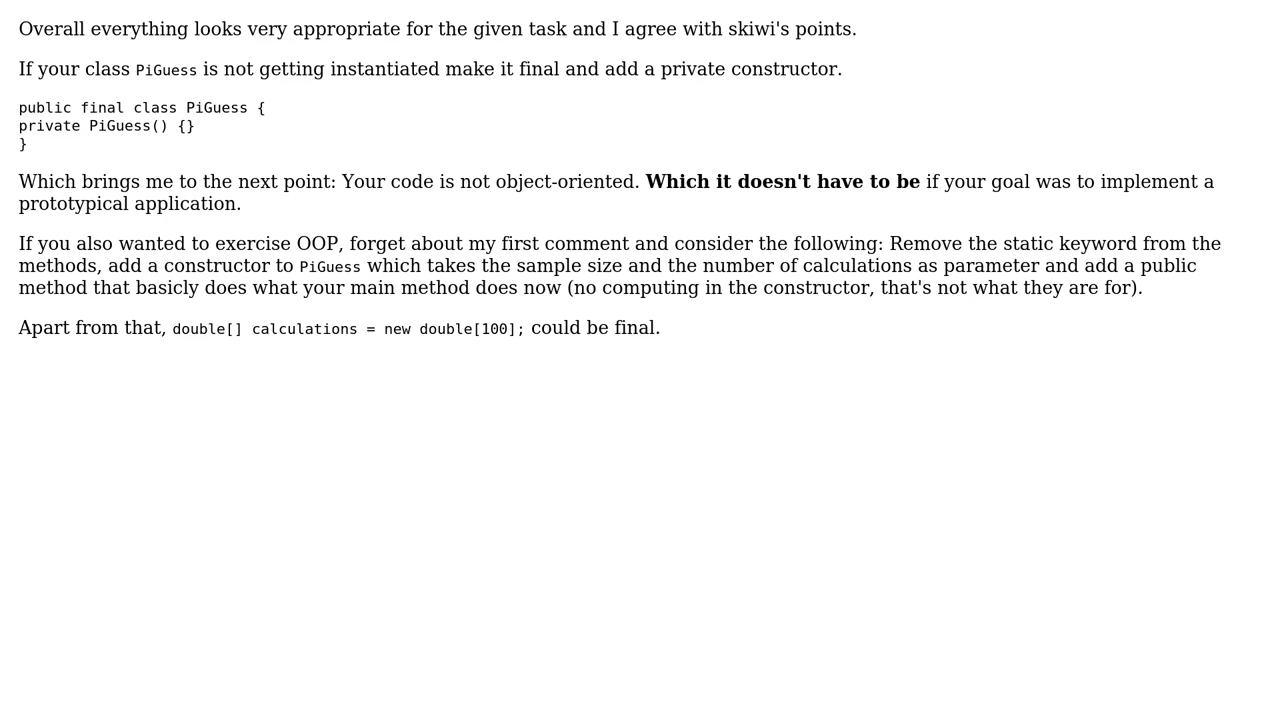 Overall everything looks very appropriate for the given task and I agree with skiwi's points.
If your class PiGuess is not getting instantiated make it final and add a private constructor.
public final class PiGuess {
private PiGuess() {}
}
Which brings me to the next point: Your code is not object-oriented. Which it doesn't have to be if your goal was to implement a
prototypical application.
If you also wanted to exercise OOP, forget about my first comment and consider the following: Remove the static keyword from the
methods, add a constructor to PiGuess which takes the sample size and the number of calculations as parameter and add a public
method that basicly does what your main method does now (no computing in the constructor, that's not what they are for).
Apart from that, double[] calculations = new double[100]; could be final.